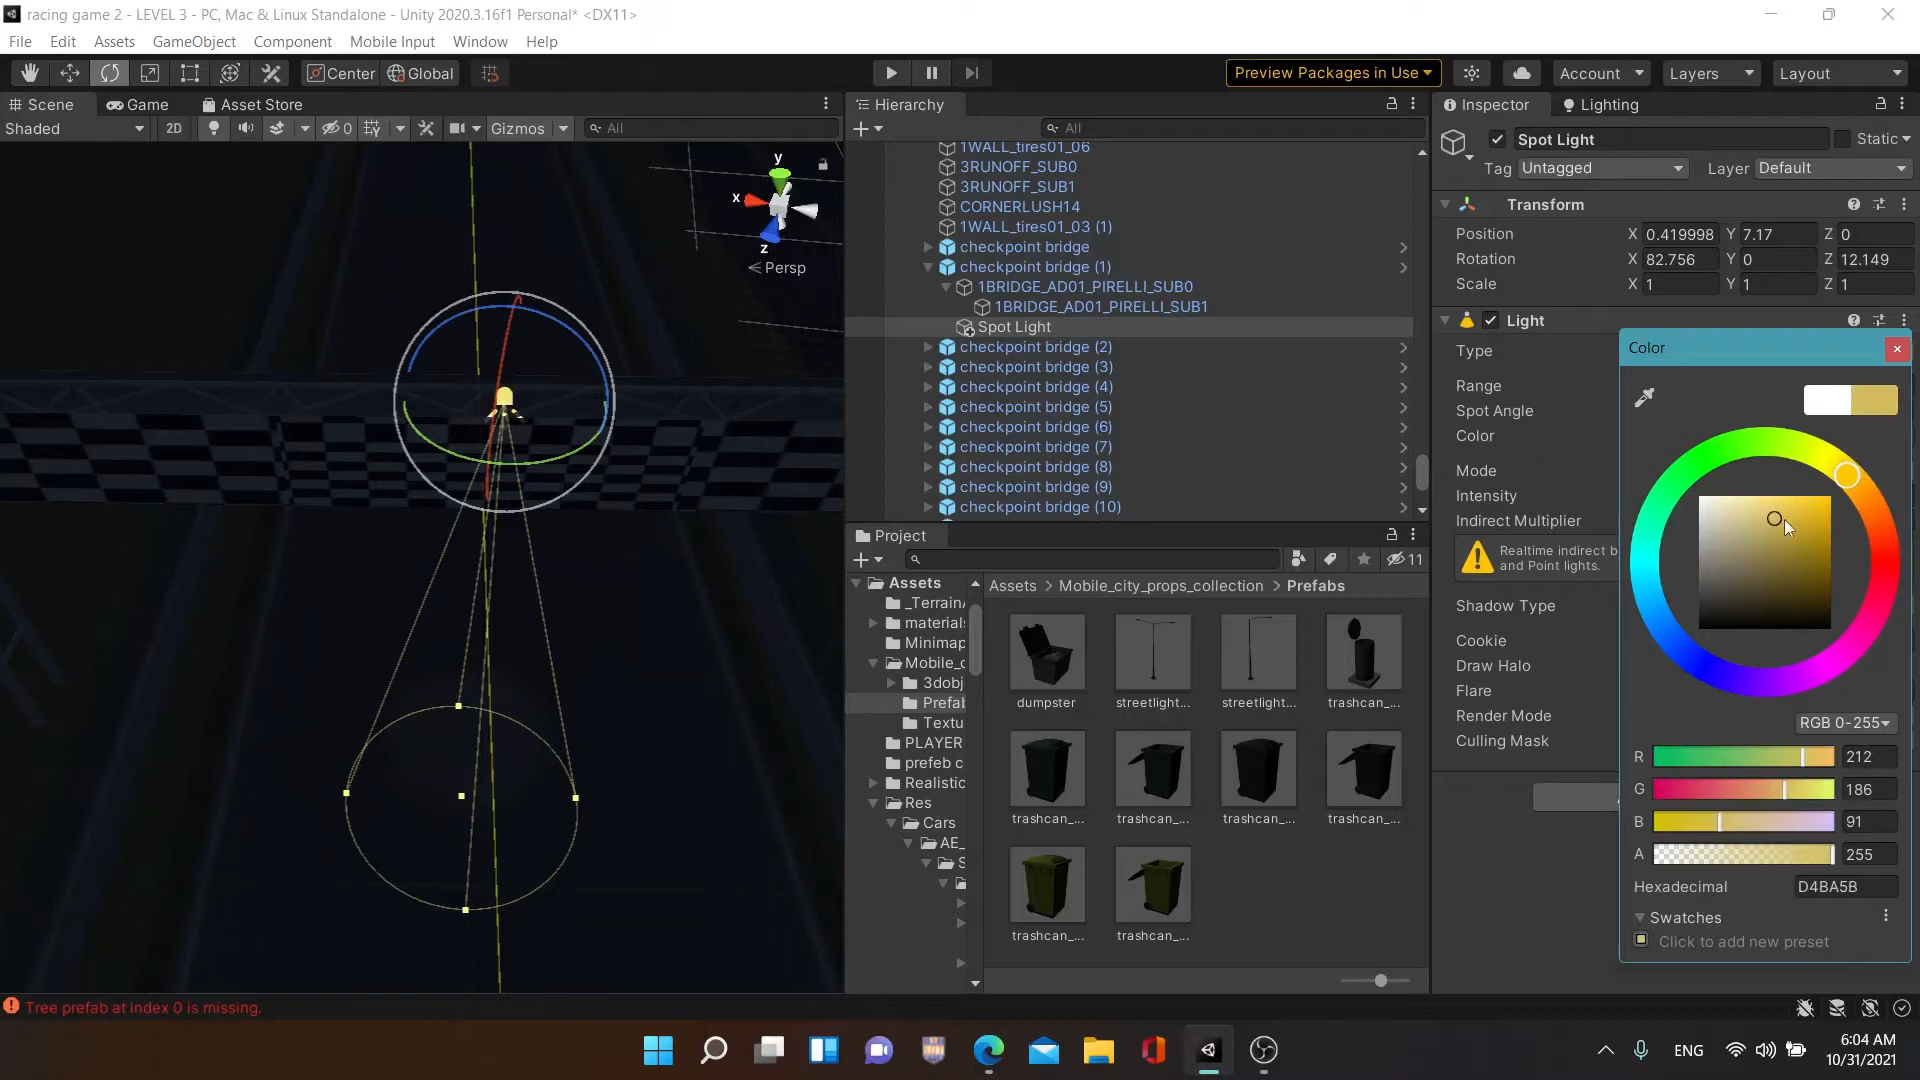 racing game 2 - LEVEL 3 - PC, Mac & Linux Standalone - Unity 2020.3.16f1 Personal* <DX11>
File Edit Assets GameObject Component Mobile Input Window Help
Center Global Preview Packages in Use Account Layers Layout
Scene Game Asset Store
Shaded 2D 0 Gizmos All
y
x
z
Persp
Hierarchy
All
1WALL_tires01_06
3RUNOFF_SUB0
3RUNOFF_SUB1
CORNERLUSH14
1WALL_tires01_03 (1)
checkpoint bridge
checkpoint bridge (1)
1BRIDGE_AD01_PIRELLI_SUB0
1BRIDGE_AD01_PIRELLI_SUB1
Spot Light
checkpoint bridge (2)
checkpoint bridge (3)
checkpoint bridge (4)
checkpoint bridge (5)
checkpoint bridge (6)
checkpoint bridge (7)
checkpoint bridge (8)
checkpoint bridge (9)
checkpoint bridge (10)
Project
11
Assets
_Terrain
material
Minimap
Mobile_c
3dobj
Prefab
Textu
PLAYER
prefeb c
Realistic
Res
Cars
AE_
S
Assets > Mobile_city_props_collection > Prefabs
dumpster streetlight... streetlight... trashcan_...
trashcan_... trashcan_... trashcan_... trashcan_...
trashcan_... trashcan_...
Inspector Lighting
Spot Light Static
Tag Untagged Layer Default
Transform
Position X 0.419998 Y 7.17 Z 0
Rotation X 82.756 Y 0 Z 12.149
Scale X 1 Y 1 Z 1
Light
Type
Range
Spot Angle
Color
Mode
Intensity
Indirect Multiplier
Realtime indirect b
and Point lights.
Shadow Type
Cookie
Draw Halo
Flare
Render Mode
Culling Mask
Color
RGB 0-255
R 212
G 186
B 91
A 255
Hexadecimal D4BA5B
Swatches
Click to add new preset
Tree prefab at index 0 is missing.
ENG
6:04 AM
10/31/2021